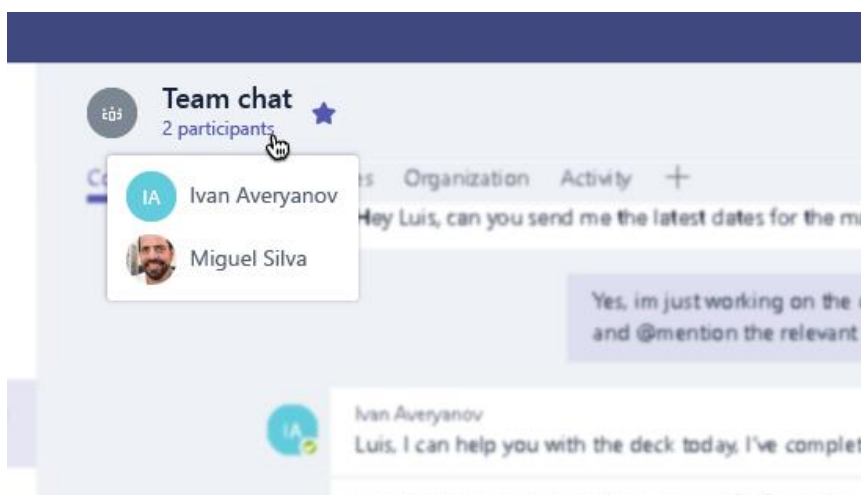 Team chat
2 participants
IA Ivan Averyanov
Miguel Silva
Organization Activity
Hey Luis, can you send me the latest dates for the
Yes, im just working on the
and @mention the relevant
IA
Ivan Averyanov
Luis, I can help you with the deck today, I've